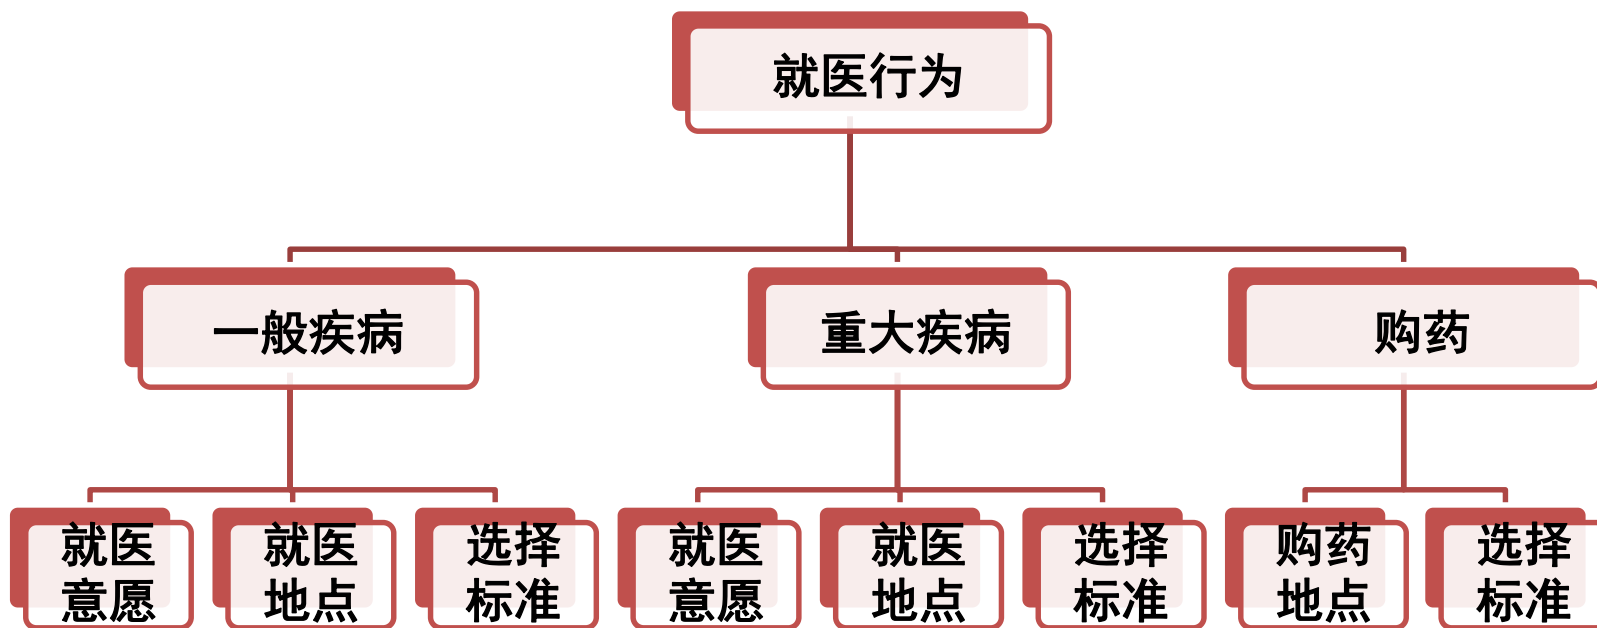 就医行为
一般疾病
重大疾病
购药
就医
意愿
就医
地点
选择
标准
就医
意愿
就医
地点
选择
标准
购药
地点
选择
标准